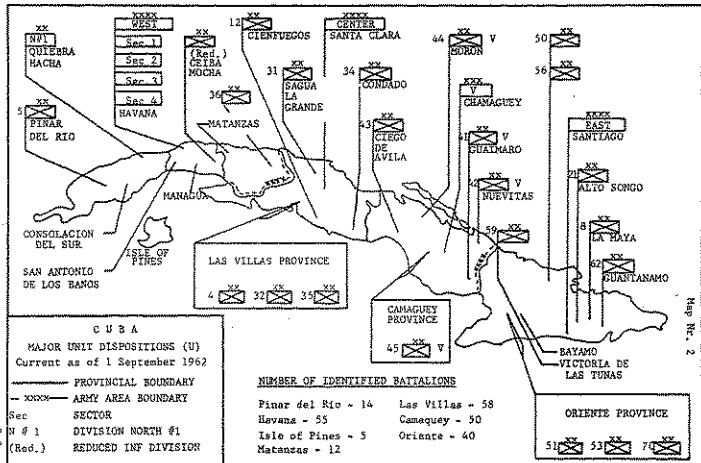 XX
N#1
QUIEBRA
HACHA
XX
5
PINAR
DEL RIO
XXXX
WEST
Sec 1
Sec 2
Sec 3
Sec 4
HAVANA
XX
(Red.)
CEIBA
MOCHA
XX
36
MATANZAS
XX
12
CIENFUEGOS
XX
31
SAGUA
LA
GRANDE
XXXX
CENTER
SANTA CLARA
XX
34
CONDADO
XX
43
CIEGO
DE
AVILA
XX
44 V
MORON
XXX
V
CHAMAGUEY
XX
41 V
GUAIMARO
XX
42 V
NUEVITAS
XX
50
XX
56
XXXX
EAST
SANTIAGO
XX
ALTO SONGO
XX
8
LA MAYA
XX
62
GUANTANAMO
XX
59
MANAGUA
XXXX
CONSOLACION
DEL SUR
ISLE OF
PINES
SAN ANTONIO
DE LOS BANOS
LAS VILLAS PROVINCE
XX XX XX
4 32 35
CAMAGUEY
PROVINCE
XX
45 V
BAYAMO
VICTORIA DE
LAS TUNAS
ORIENTE PROVINCE
XX XX XX
51 53 70
Map Nr. 2
CUBA
MAJOR UNIT DISPOSITIONS (U)
Current as of 1 September 1962
PROVINCIAL BOUNDARY
-- XXXX -- ARMY AREA BOUNDARY
Sec SECTOR
N # 1 DIVISION NORTH #1
(Red.) REDUCED INF DIVISION
NUMBER OF IDENTIFIED BATTALIONS
Pinar del Rio - 14 Las Villas - 58
Havana - 55 Camaquey - 50
Isle of Pines - 5 Oriente - 40
Matanzas - 12